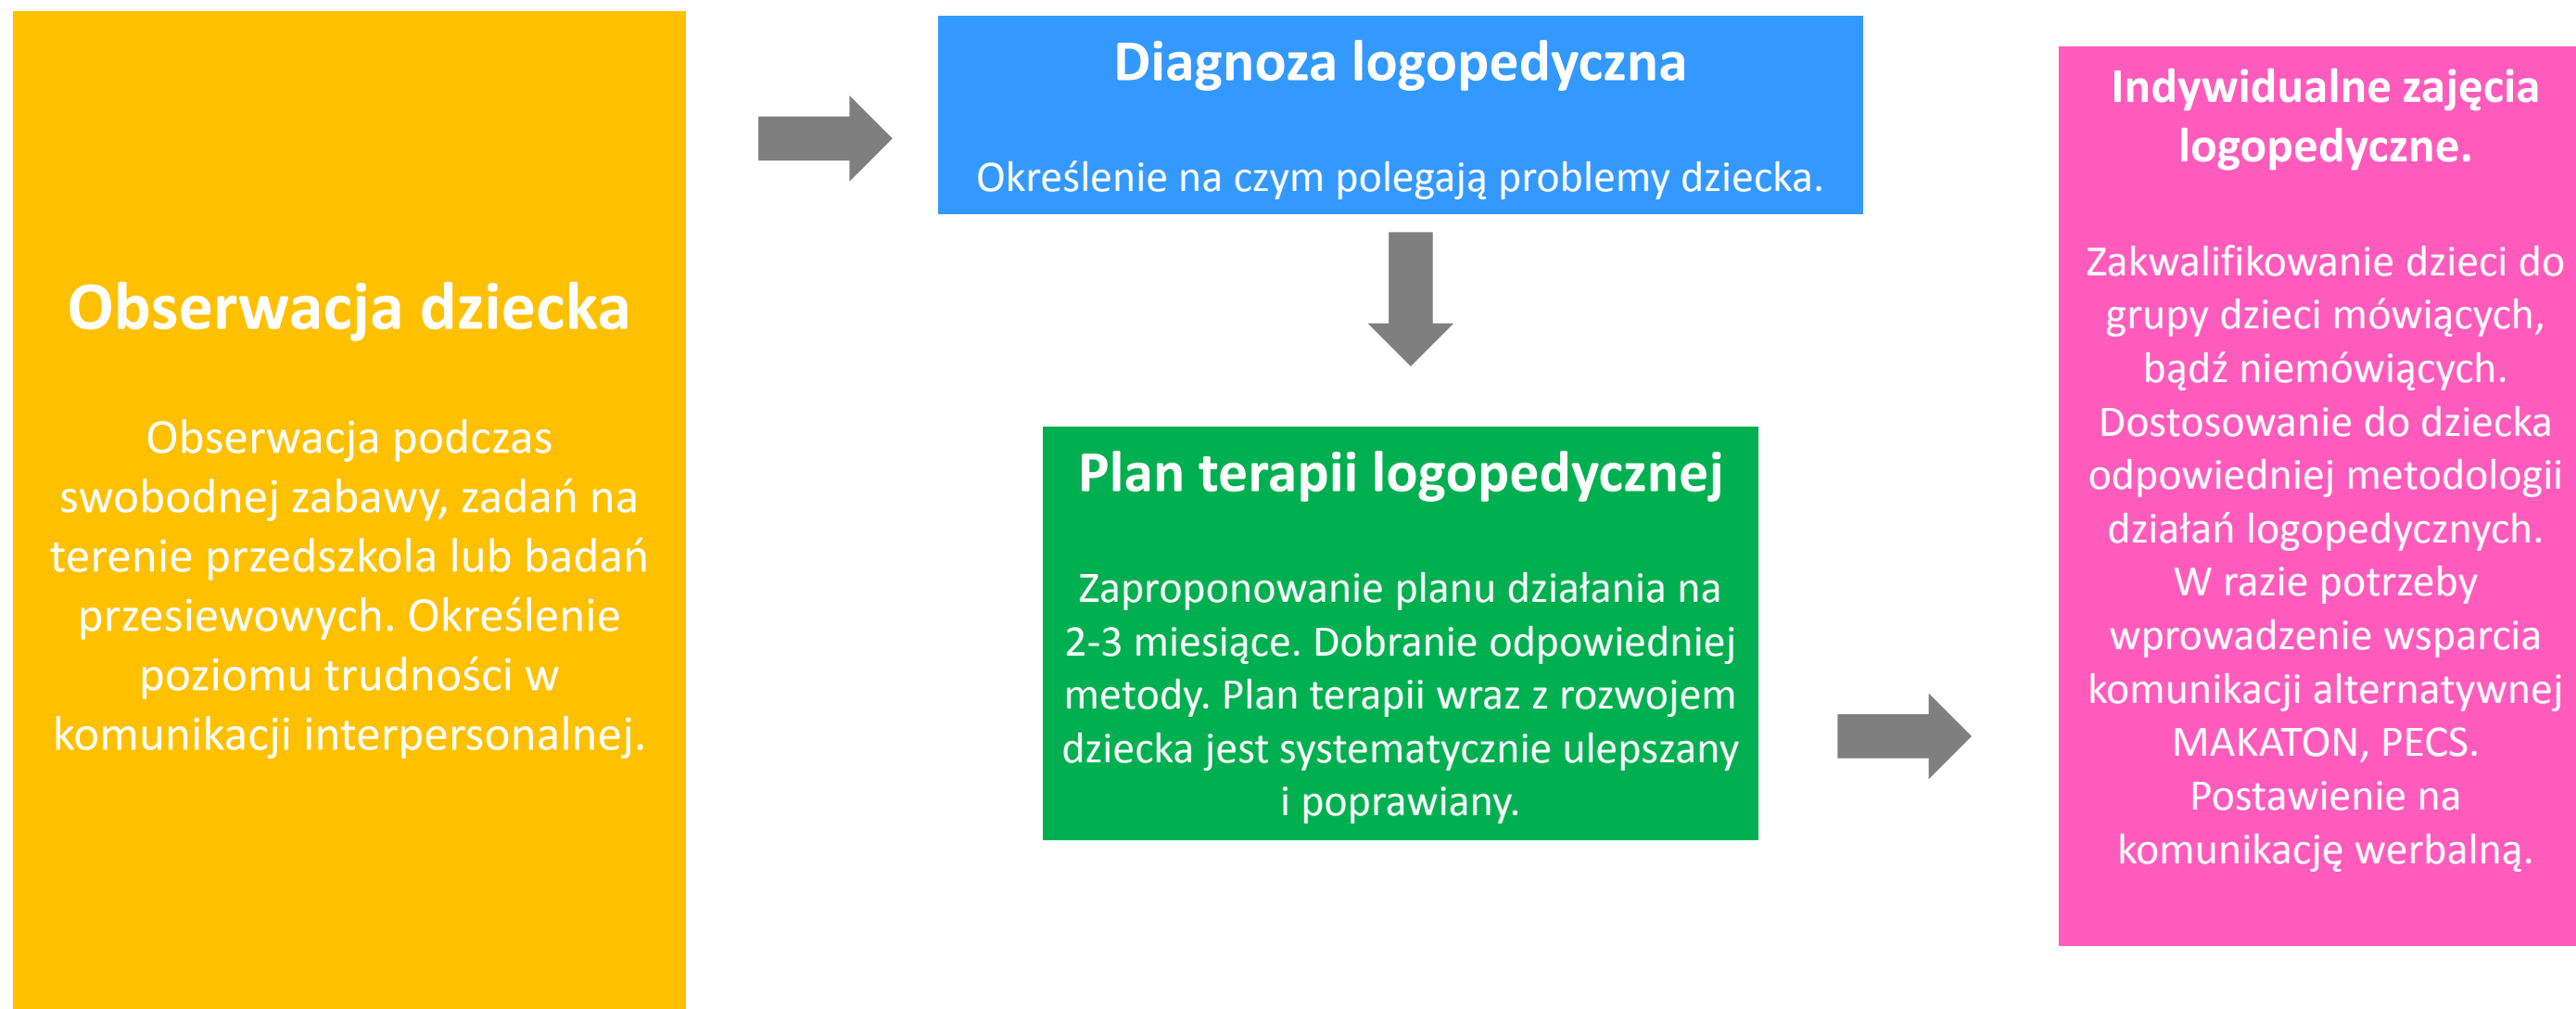 Obserwacja dziecka
Obserwacja podczas
swobodnej zabawy, zadań na
terenie przedszkola lub badań
przesiewowych. Określenie
poziomu trudności w
komunikacji interpersonalnej.
Diagnoza logopedyczna
Określenie na czym polegają problemy dziecka.
Plan terapii logopedycznej
Zaproponowanie planu działania na
2-3 miesiące. Dobranie odpowiedniej
metody. Plan terapii wraz z rozwojem
dziecka jest systematycznie ulepszany
i poprawiany.
Indywidualne zajęcia
logopedyczne.
Zakwalifikowanie dzieci do
grupy dzieci mówiących,
bądź niemówiących.
Dostosowanie do dziecka
odpowiedniej metodologii
działań logopedycznych.
W razie potrzeby
wprowadzenie wsparcia
komunikacji alternatywnej
MAKATON, PECS.
Postawienie na
komunikację werbalną.